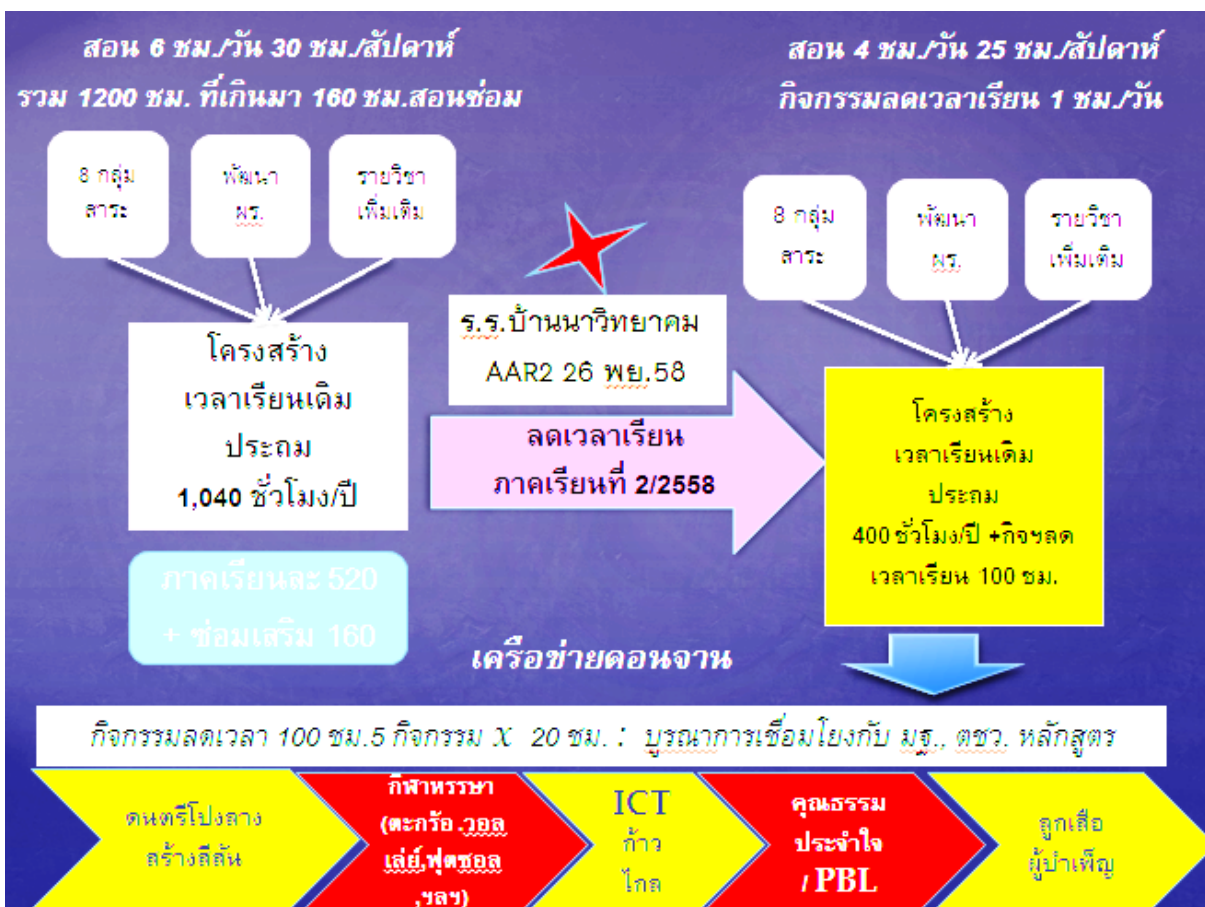 สอน 6 ชม./วัน 30 ชม./สัปดาห์
รวม 1200 ชม. ที่เกินมา 160 ชม.สอนซ่อม
8 กลุ่ม
สาระ
พัฒนา
ผร.
รายวิชา
เพิ่มเติม
โครงสร้าง
เวลาเรียนเดิม
ประถม
1,040 ชั่วโมง/ปี
ภาคเรียนละ 520
+ ซ่อมเสริม 160
ร.ร.บ้านนาวิทยาคม
AAR2 26 พย.58
ลดเวลาเรียน
ภาคเรียนที่ 2/2558
สอน 4 ชม./วัน 25 ชม./สัปดาห์
กิจกรรมลดเวลาเรียน 1 ชม./วัน
8 กลุ่ม
สาระ
พัฒนา
ผร.
รายวิชา
เพิ่มเติม
โครงสร้าง
เวลาเรียนเดิม
ประถม
400 ชั่วโมง/ปี +กิจฯลด
เวลาเรียน 100 ชม.
เครือข่ายดอนจาน
กิจกรรมลดเวลา 100 ชม.5 กิจกรรม X 20 ชม. : บูรณาการเชื่อมโยงกับ มฐ., ตชว. หลักสูตร
ดนตรีโปงลาง
สร้างสีสัน
กีฬาหรรษา
(ตะกร้อ.วอล
เล่ย์,ฟุตซอล
,ฯลฯ)
ICT
ก้าว
ไกล
คุณธรรม
ประจำใจ
/ PBL
ลูกเสือ
ผู้บำเพ็ญ